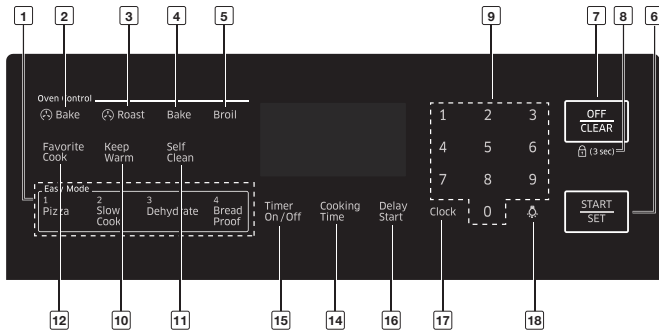 1 2 3 4 5 9 7 8 6
Oven Control
Bake Roast Bake Broil
Favorite Cook
Keep Warm
Self Clean
Easy Mode
1 Pizza
2 Slow Cook
3 Dehydrate
4 Bread Proof
Timer On/Off
Cooking Time
Delay Start
1 2 3
4 5 6
7 8 9
Clock 0
OFF
CLEAR
(3 sec)
START
SET
12 10 11 15 14 16 17 18